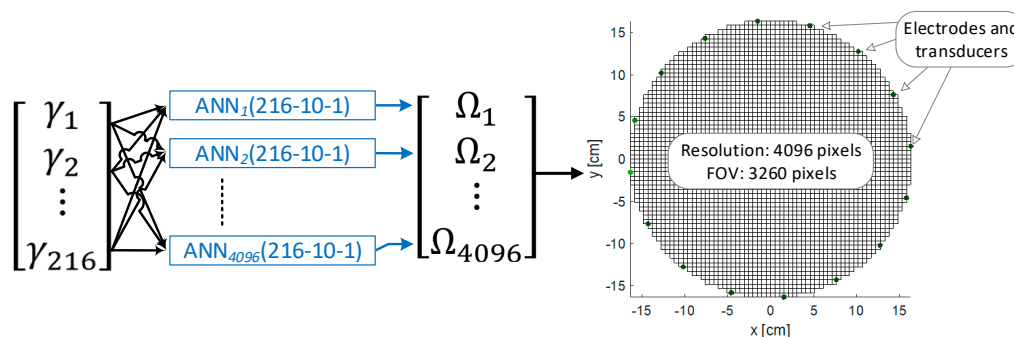 γ₁
γ₂
⋮
γ₂₁₆
ANN₁(216-10-1)
ANN₂(216-10-1)
ANN₄₀₉₆(216-10-1)
Ω₁
Ω₂
⋮
Ω₄₀₉₆
Electrodes and
transducers
Resolution: 4096 pixels
FOV: 3260 pixels
y [cm]
15
10
5
0
-5
-10
-15
-15
-10
-5
0
5
10
15
x [cm]